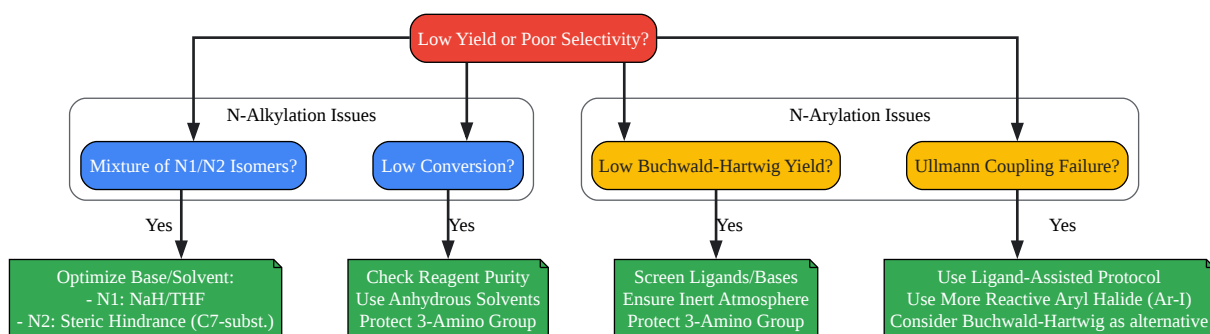 Low Yield or Poor Selectivity?
N-Alkylation Issues
N-Arylation Issues
Mixture of N1/N2 Isomers?
Low Conversion?
Low Buchwald-Hartwig Yield?
Ullmann Coupling Failure?
Yes
Yes
Yes
Yes
Optimize Base/Solvent:
- N1: NaH/THF
- N2: Steric Hindrance (C7-subst.)
Check Reagent Purity
Use Anhydrous Solvents
Protect 3-Amino Group
Screen Ligands/Bases
Ensure Inert Atmosphere
Protect 3-Amino Group
Use Ligand-Assisted Protocol
Use More Reactive Aryl Halide (Ar-I)
Consider Buchwald-Hartwig as alternative